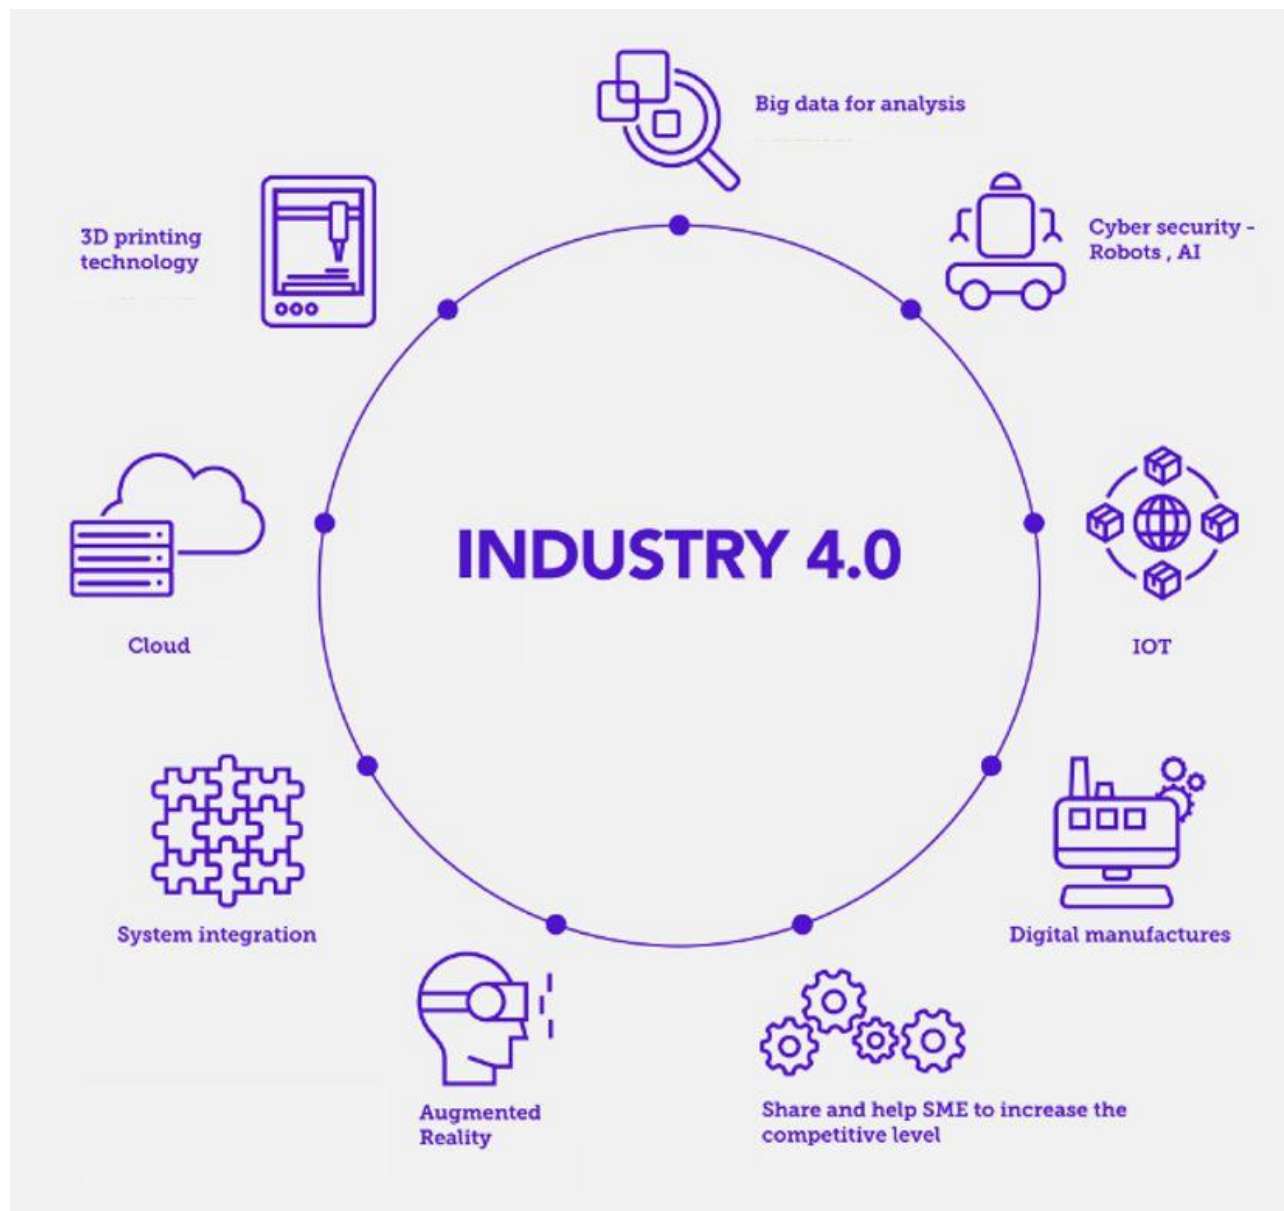 Big data for analysis
3D printing
technology
Cyber security -
Robots , AI
INDUSTRY 4.0
Cloud
IOT
System integration
Digital manufactures
Augmented
Reality
Share and help SME to increase the
competitive level